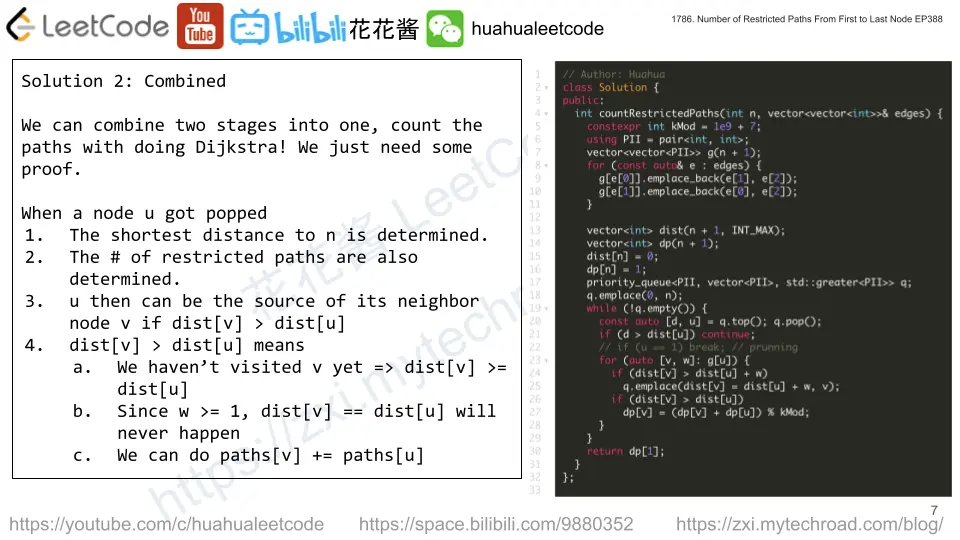 LeetCode
You
Tube
bilibili
花花酱
huahualeetcode
1786. Number of Restricted Paths From First to Last Node EP388
Solution 2: Combined
We can combine two stages into one, count the
paths with doing Dijkstra! We just need some
proof.
When a node u got popped
1. The shortest distance to n is determined.
2. The # of restricted paths are also
determined.
3. u then can be the source of its neighbor
node v if dist[v] > dist[u]
4. dist[v] > dist[u] means
a. We haven’t visited v yet => dist[v] >=
dist[u]
b. Since w >= 1, dist[v] == dist[u] will
never happen
c. We can do paths[v] += paths[u]
1 // Author: Huahua
2 class Solution {
3 public:
4 int countRestrictedPaths(int n, vector<vector<int>>& edges) {
5 constexpr int kMod = 1e9 + 7;
6 using PII = pair<int, int>;
7 vector<vector<PII>> g(n + 1);
8 for (const auto& e : edges) {
9 g[e[0]].emplace_back(e[1], e[2]);
10 g[e[1]].emplace_back(e[0], e[2]);
11 }
12
13 vector<int> dist(n + 1, INT_MAX);
14 vector<int> dp(n + 1);
15 dist[n] = 0;
16 dp[n] = 1;
17 priority_queue<PII, vector<PII>, std::greater<PII>> q;
18 q.emplace(0, n);
19 while (!q.empty()) {
20 const auto [d, u] = q.top(); q.pop();
21 if (d > dist[u]) continue;
22 // if (u == 1) break; // prunning
23 for (auto [v, w]: g[u]) {
24 if (dist[v] > dist[u] + w)
25 q.emplace(dist[v] = dist[u] + w, v);
26 if (dist[v] > dist[u])
27 dp[v] = (dp[v] + dp[u]) % kMod;
28 }
29 }
30 return dp[1];
31 }
32 };
33
花花酱 LeetCo
https://zxi.mytechroad
7
https://youtube.com/c/huahualeetcode
https://space.bilibili.com/9880352
https://zxi.mytechroad.com/blog/